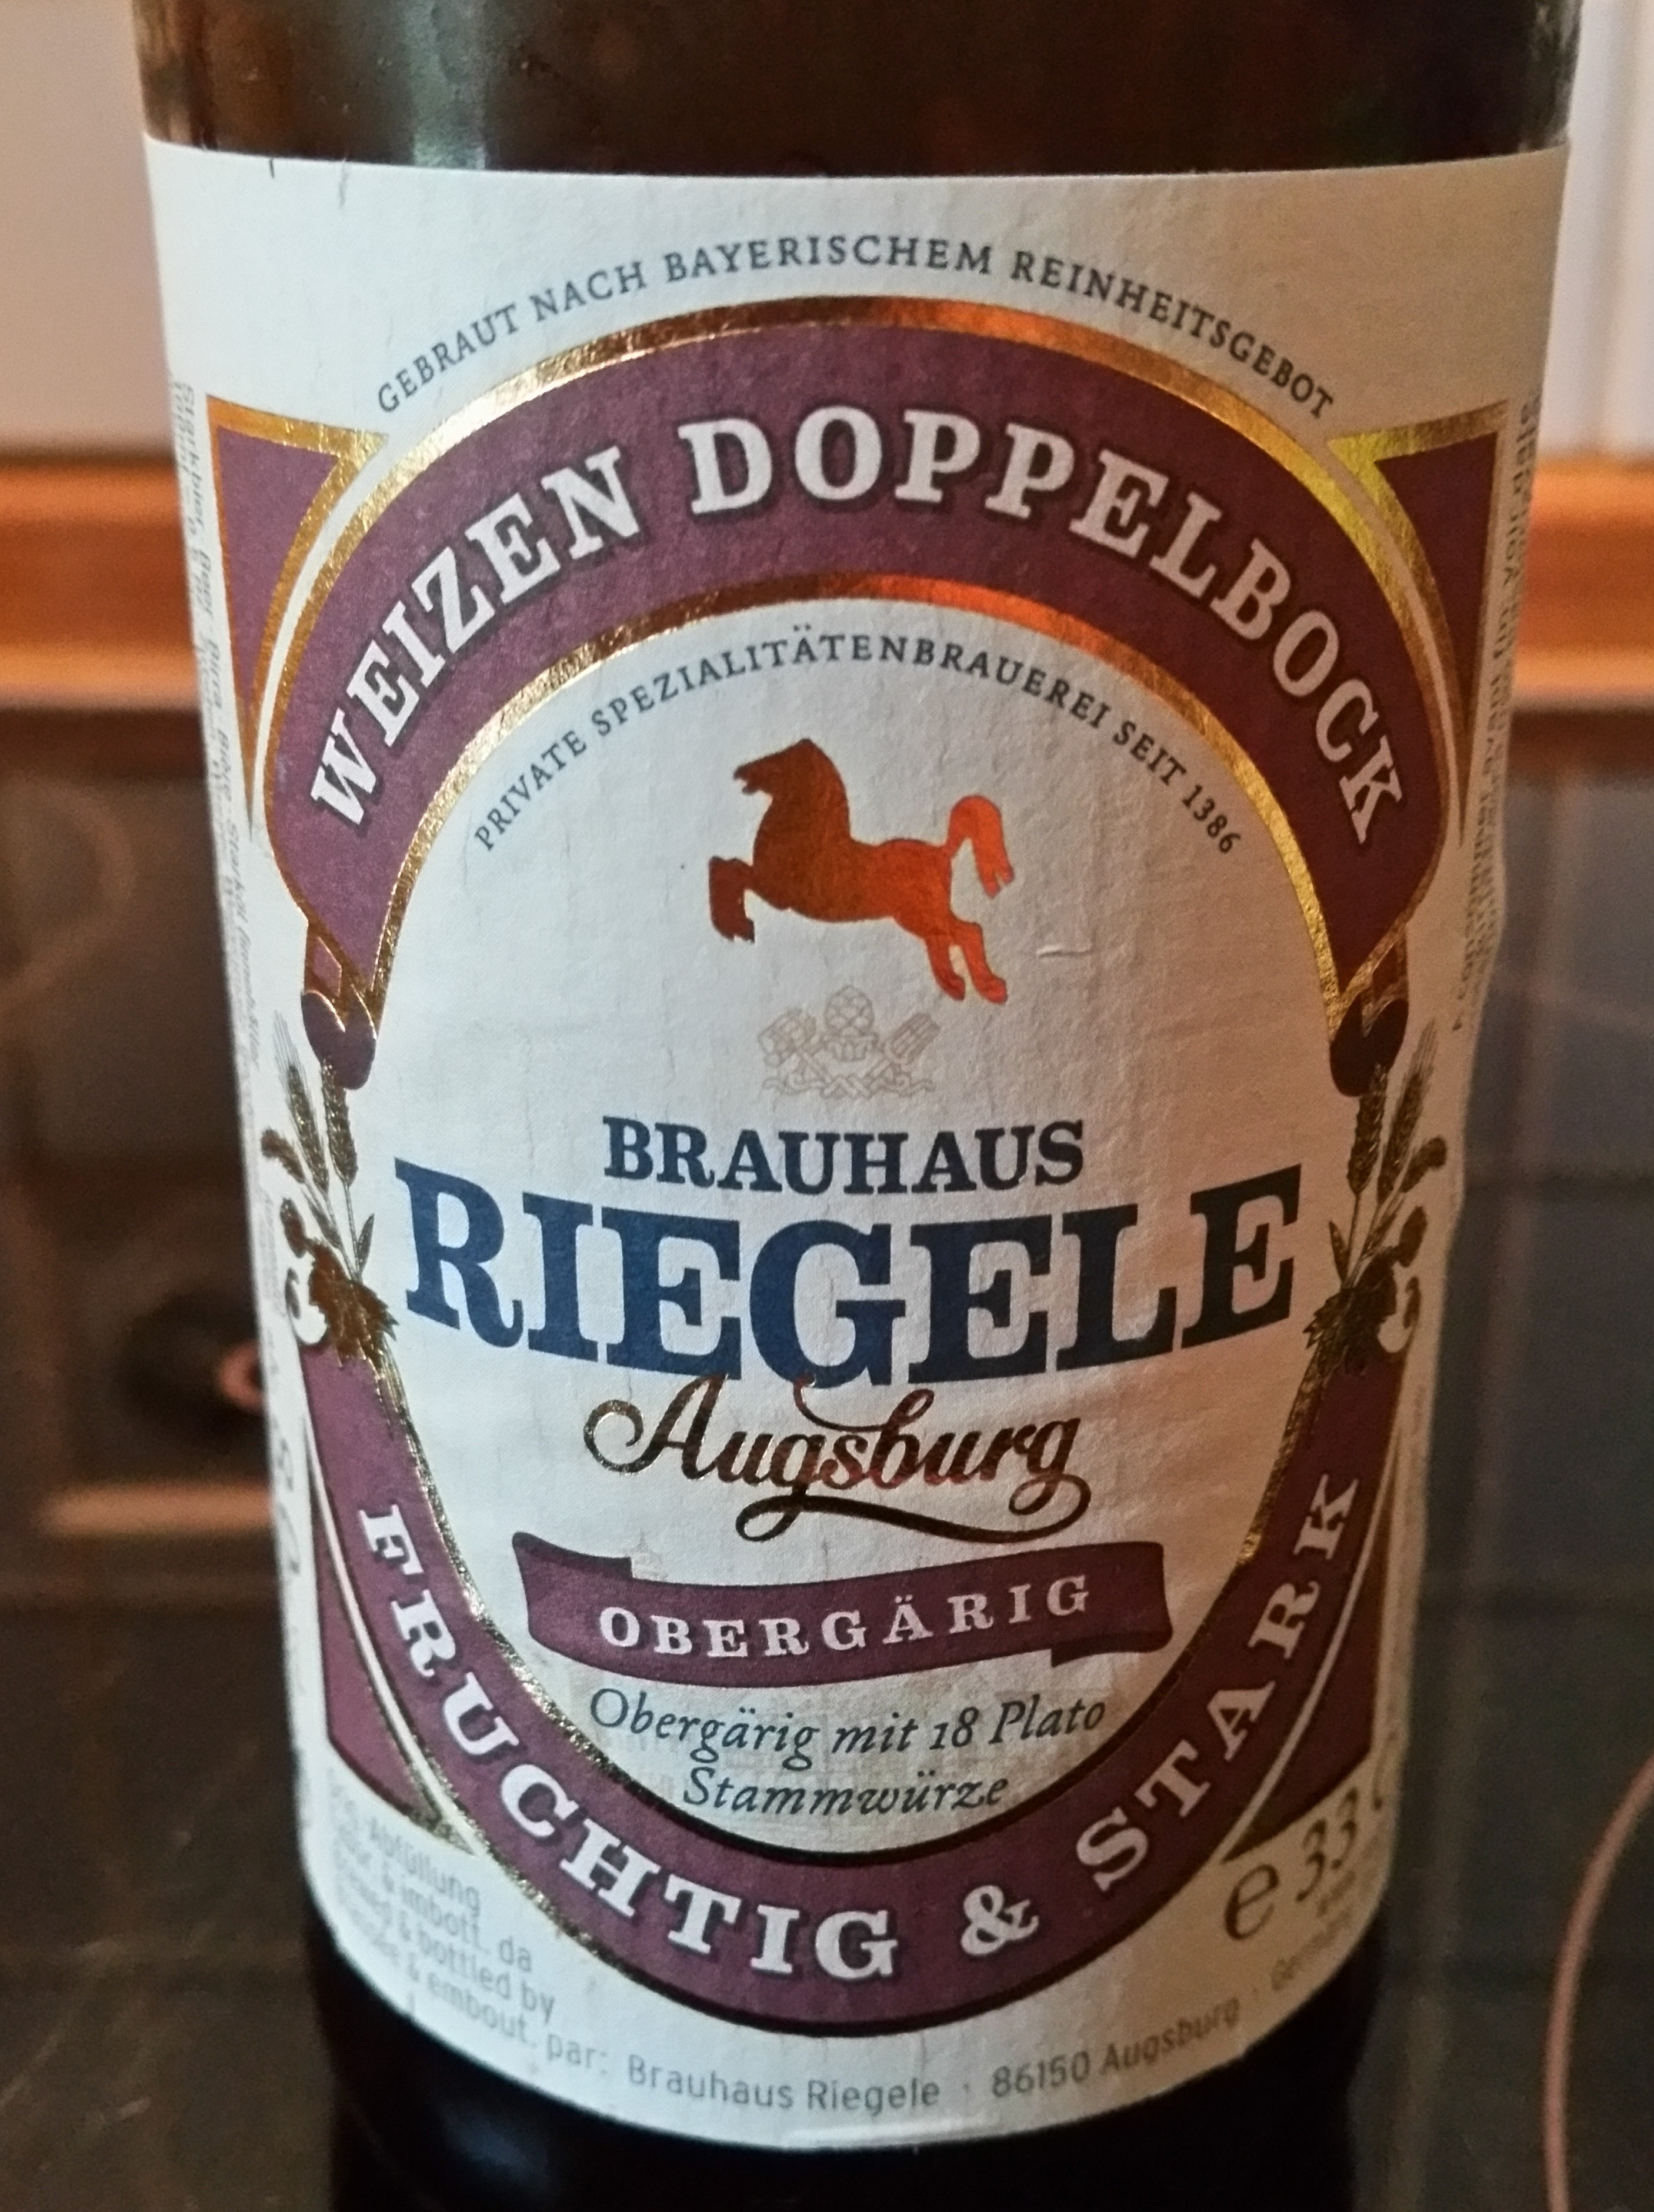 GEBRAUT NACH BAYERISCHEM REINHEITSGEBOT
WEIZEN DOPPELBOCK
PRIVATE SPEZIALITÄTENBRAUEREI SEIT 1386
BRAUHAUS
RIEGELE
Augsburg
OBERGÄRIG
Obergärig mit 18 Plato
Stammwürze
FRUCHTIG & STARK
e 33
Abfüllung
& imbott. da
& bottled by
& embout. par: Brauhaus Riegele · 86150 Augsburg ·